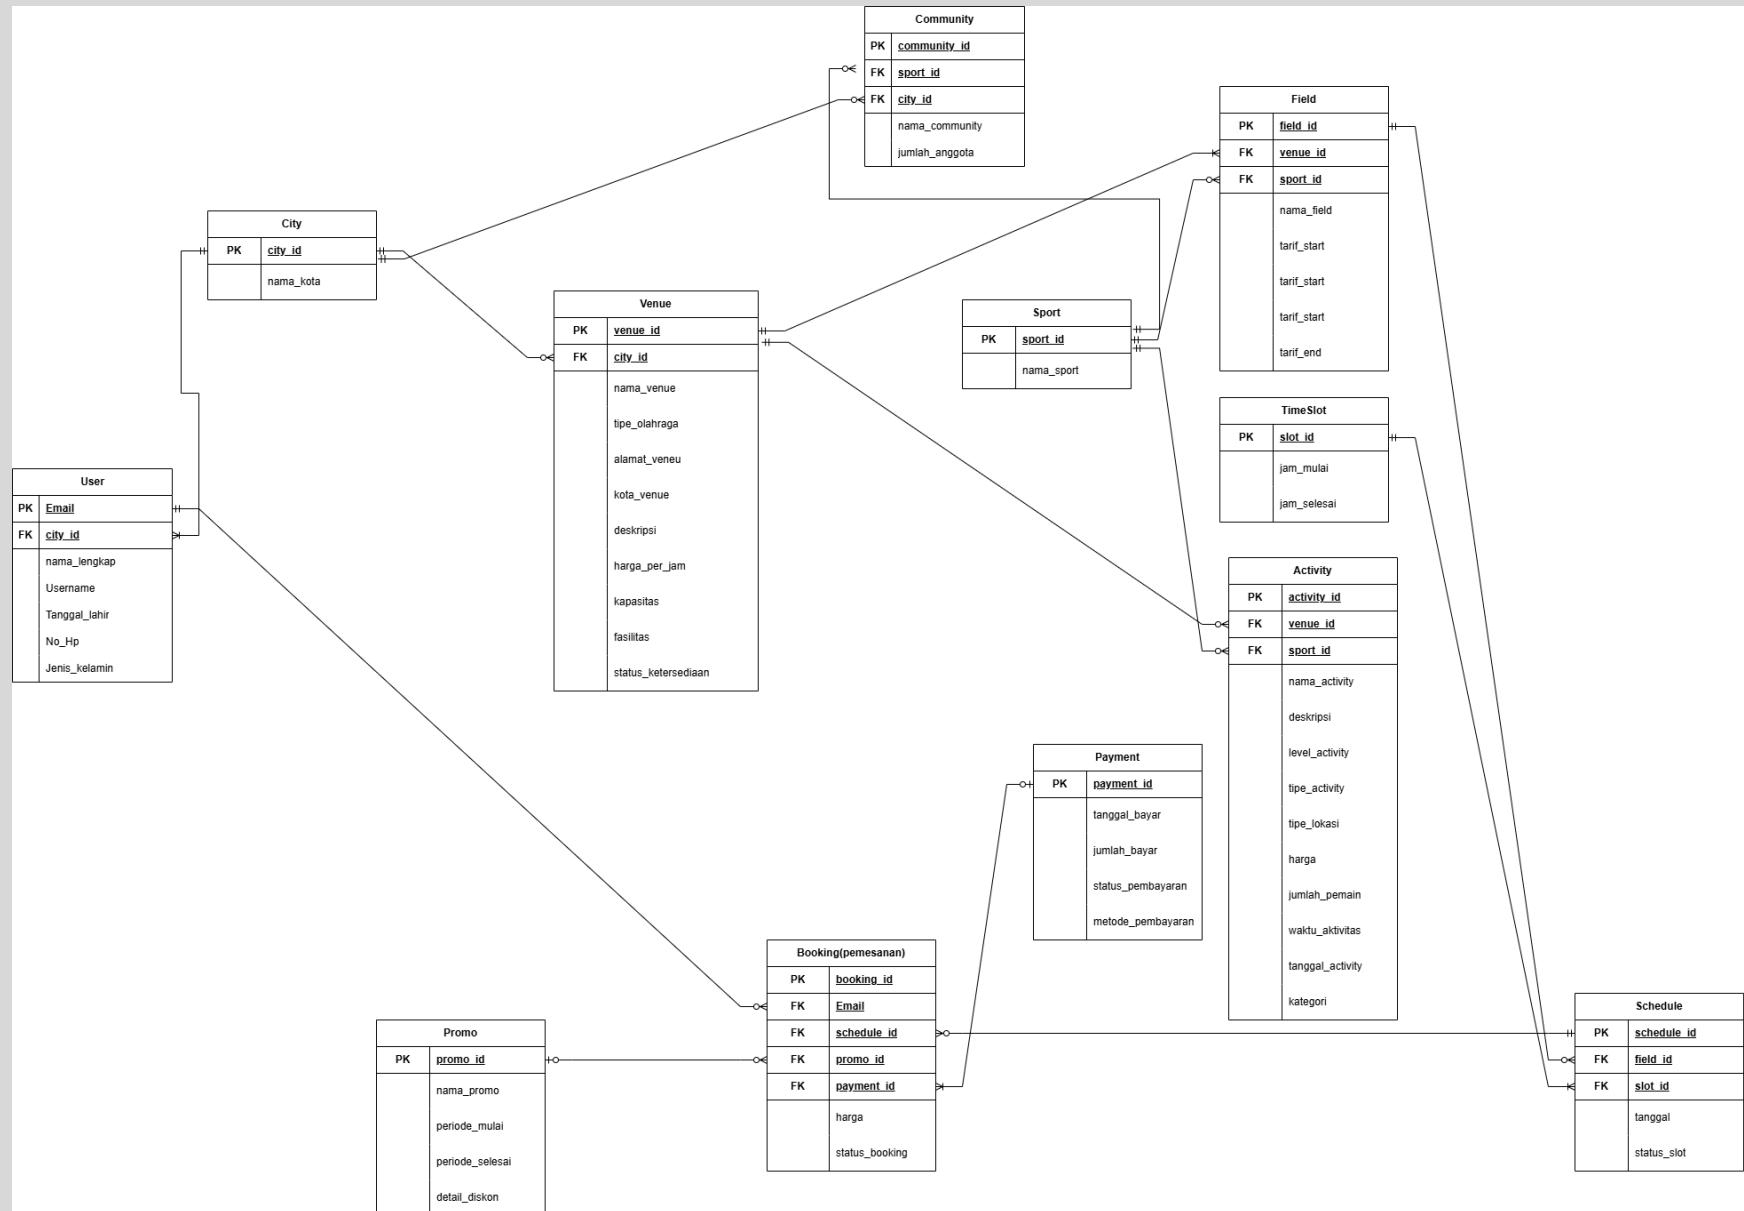 Community
PK community_id
FK sport_id
FK city_id
nama_community
jumlah_anggota
Field
PK field_id
FK venue_id
FK sport_id
nama_field
tarif_start
tarif_start
tarif_start
tarif_end
City
PK city_id
nama_kota
Venue
PK venue_id
FK city_id
nama_venue
tipe_olahraga
alamat_veneu
kota_venue
deskripsi
harga_per_jam
kapasitas
fasilitas
status_ketersediaan
Sport
PK sport_id
nama_sport
TimeSlot
PK slot_id
jam_mulai
jam_selesai
User
PK Email
FK city_id
nama_lengkap
Username
Tanggal_lahir
No_Hp
Jenis_kelamin
Activity
PK activity_id
FK venue_id
FK sport_id
nama_activity
deskripsi
level_activity
tipe_activity
tipe_lokasi
harga
jumlah_pemain
waktu_aktivitas
tanggal_activity
kategori
Payment
PK payment_id
tanggal_bayar
jumlah_bayar
status_pembayaran
metode_pembayaran
Booking(pemesanan)
PK booking_id
FK Email
FK schedule_id
FK promo_id
FK payment_id
harga
status_booking
Schedule
PK schedule_id
FK field_id
FK slot_id
tanggal
status_slot
Promo
PK promo_id
nama_promo
periode_mulai
periode_selesai
detail_diskon